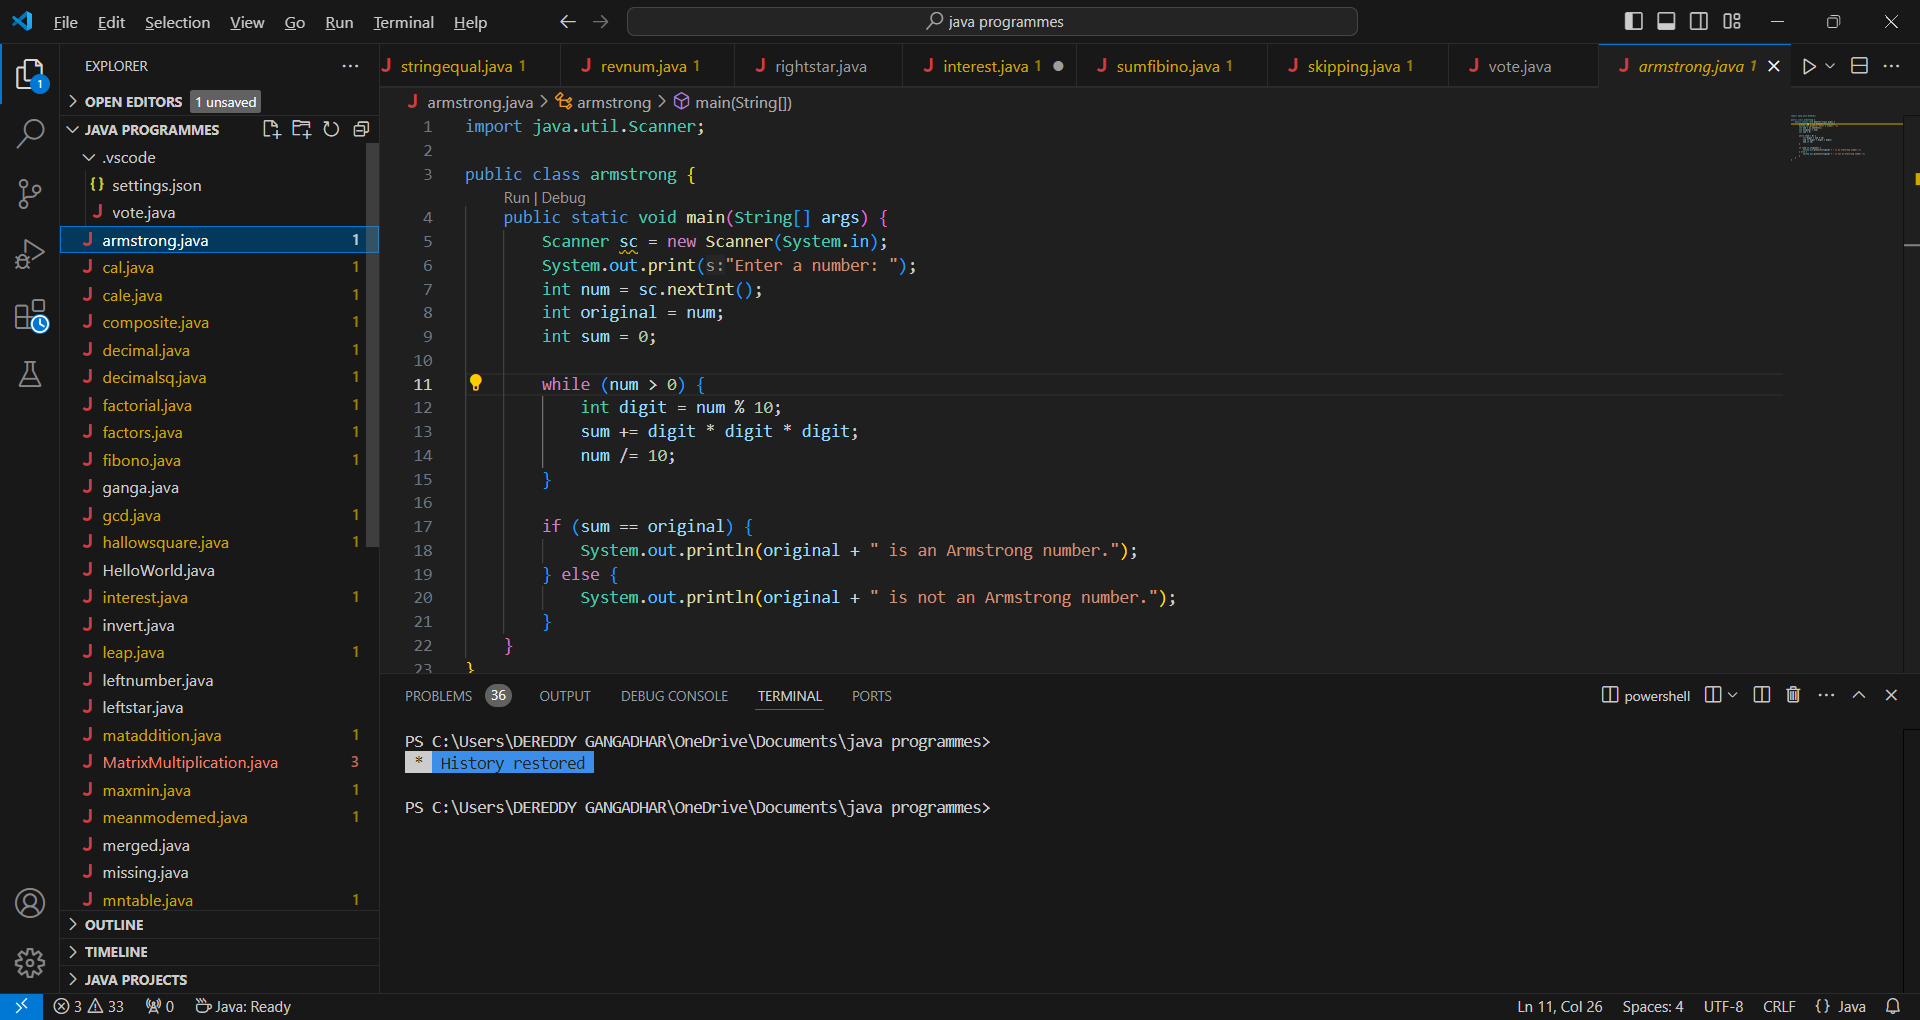 File Edit Selection View Go Run Terminal Help
java programmes
EXPLORER
OPEN EDITORS 1 unsaved
JAVA PROGRAMMES
.vscode
{} settings.json
J vote.java
J armstrong.java 1
J cal.java 1
J cale.java 1
J composite.java 1
J decimal.java 1
J decimalsq.java 1
J factorial.java 1
J factors.java 1
J fibono.java 1
J ganga.java
J gcd.java 1
J hallowsquare.java 1
J HelloWorld.java
J interest.java 1
J invert.java
J leap.java 1
J leftnumber.java
J leftstar.java
J mataddition.java 1
J MatrixMultiplication.java 3
J maxmin.java 1
J meanmodemed.java 1
J merged.java
J missing.java
J mntable.java 1
OUTLINE
TIMELINE
JAVA PROJECTS
1
J stringequal.java 1 J revnum.java 1 J rightstar.java J interest.java 1 J sumfibino.java 1 J skipping.java 1 J vote.java J armstrong.java 1
J armstrong.java > armstrong > main(String[])
1 import java.util.Scanner;
2
3 public class armstrong {
Run | Debug
4 public static void main(String[] args) {
5 Scanner sc = new Scanner(System.in);
6 System.out.print(s:"Enter a number: ");
7 int num = sc.nextInt();
8 int original = num;
9 int sum = 0;
10
11 while (num > 0) {
12 int digit = num % 10;
13 sum += digit * digit * digit;
14 num /= 10;
15 }
16
17 if (sum == original) {
18 System.out.println(original + " is an Armstrong number.");
19 } else {
20 System.out.println(original + " is not an Armstrong number.");
21 }
22 }
23 }
PROBLEMS 36 OUTPUT DEBUG CONSOLE TERMINAL PORTS
powershell
PS C:\Users\DEREDDY GANGADHAR\OneDrive\Documents\java programmes>
* History restored
PS C:\Users\DEREDDY GANGADHAR\OneDrive\Documents\java programmes>
3 33 0 Java: Ready
Ln 11, Col 26 Spaces: 4 UTF-8 CRLF {} Java